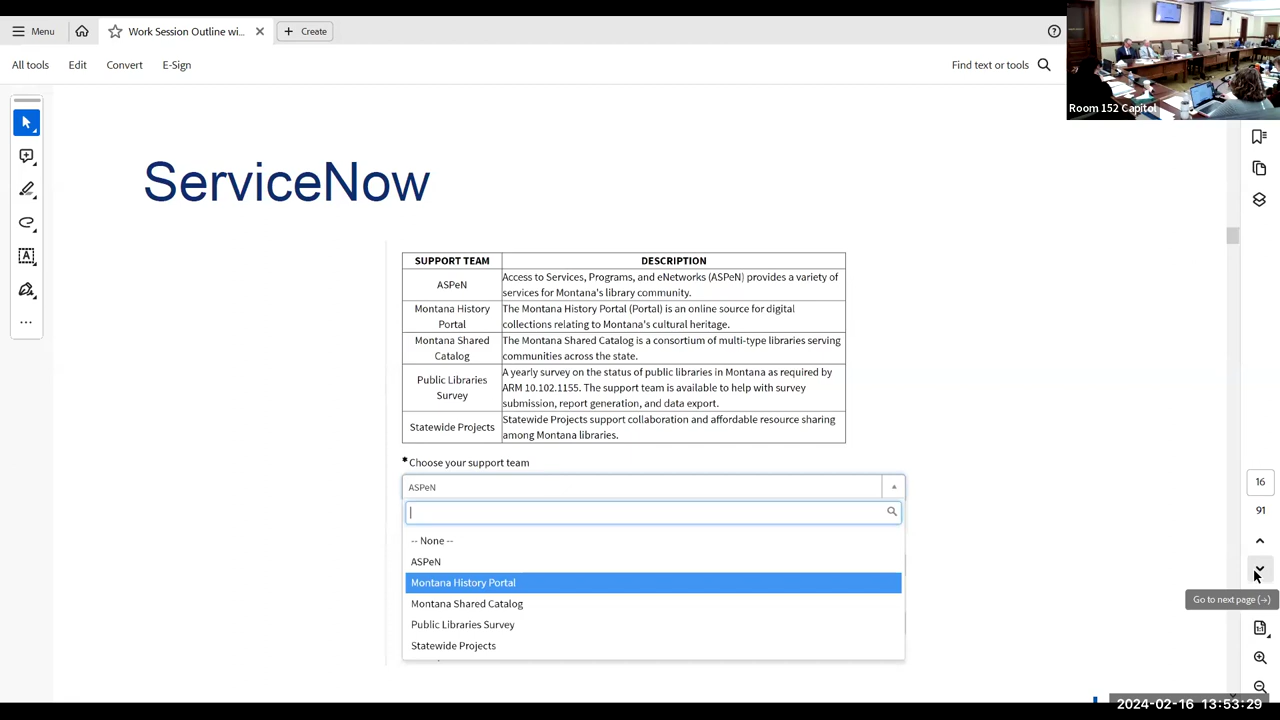 Menu
Work Session Outline wi...
Create
All tools
Edit
Convert
E-Sign
Find text or tools
Room 152 Capitol
ServiceNow
SUPPORT TEAM DESCRIPTION
ASPeN
Access to Services, Programs, and eNetworks (ASPeN) provides a variety of
services for Montana's library community.
Montana History
Portal
The Montana History Portal (Portal) is an online source for digital
collections relating to Montana's cultural heritage.
Montana Shared
Catalog
The Montana Shared Catalog is a consortium of multi-type libraries serving
communities across the state.
Public Libraries
Survey
A yearly survey on the status of public libraries in Montana as required by
ARM 10.102.1155. The support team is available to help with survey
submission, report generation, and data export.
Statewide Projects
Statewide Projects support collaboration and affordable resource sharing
among Montana libraries.
* Choose your support team
ASPeN
-- None --
ASPeN
Montana History Portal
Montana Shared Catalog
Public Libraries Survey
Statewide Projects
16
91
Go to next page (→)
2024-02-16 13:53:29